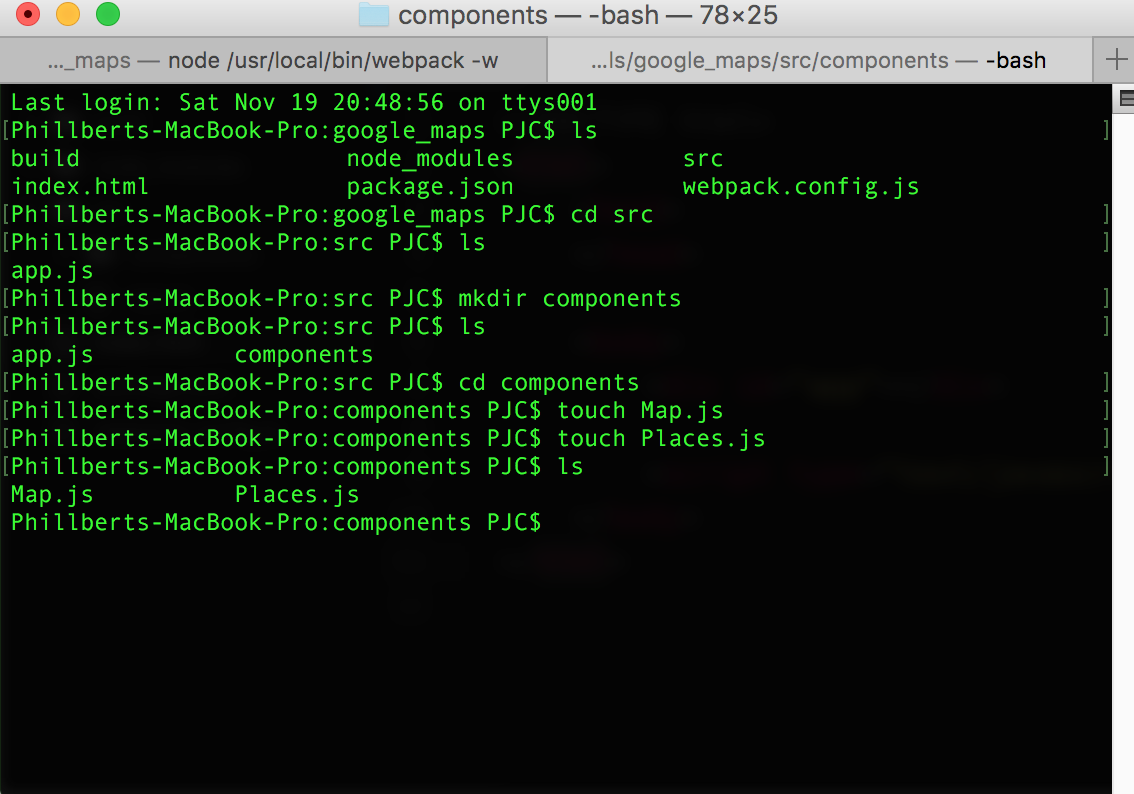 components — -bash — 78×25
..._maps — node /usr/local/bin/webpack -w
...ls/google_maps/src/components — -bash
Last login: Sat Nov 19 20:48:56 on ttys001
[Phillberts-MacBook-Pro:google_maps PJC$ ls ]
build node_modules src
index.html package.json webpack.config.js
[Phillberts-MacBook-Pro:google_maps PJC$ cd src ]
[Phillberts-MacBook-Pro:src PJC$ ls ]
app.js
[Phillberts-MacBook-Pro:src PJC$ mkdir components ]
[Phillberts-MacBook-Pro:src PJC$ ls ]
app.js components
[Phillberts-MacBook-Pro:src PJC$ cd components ]
[Phillberts-MacBook-Pro:components PJC$ touch Map.js ]
[Phillberts-MacBook-Pro:components PJC$ touch Places.js ]
[Phillberts-MacBook-Pro:components PJC$ ls ]
Map.js Places.js
Phillberts-MacBook-Pro:components PJC$